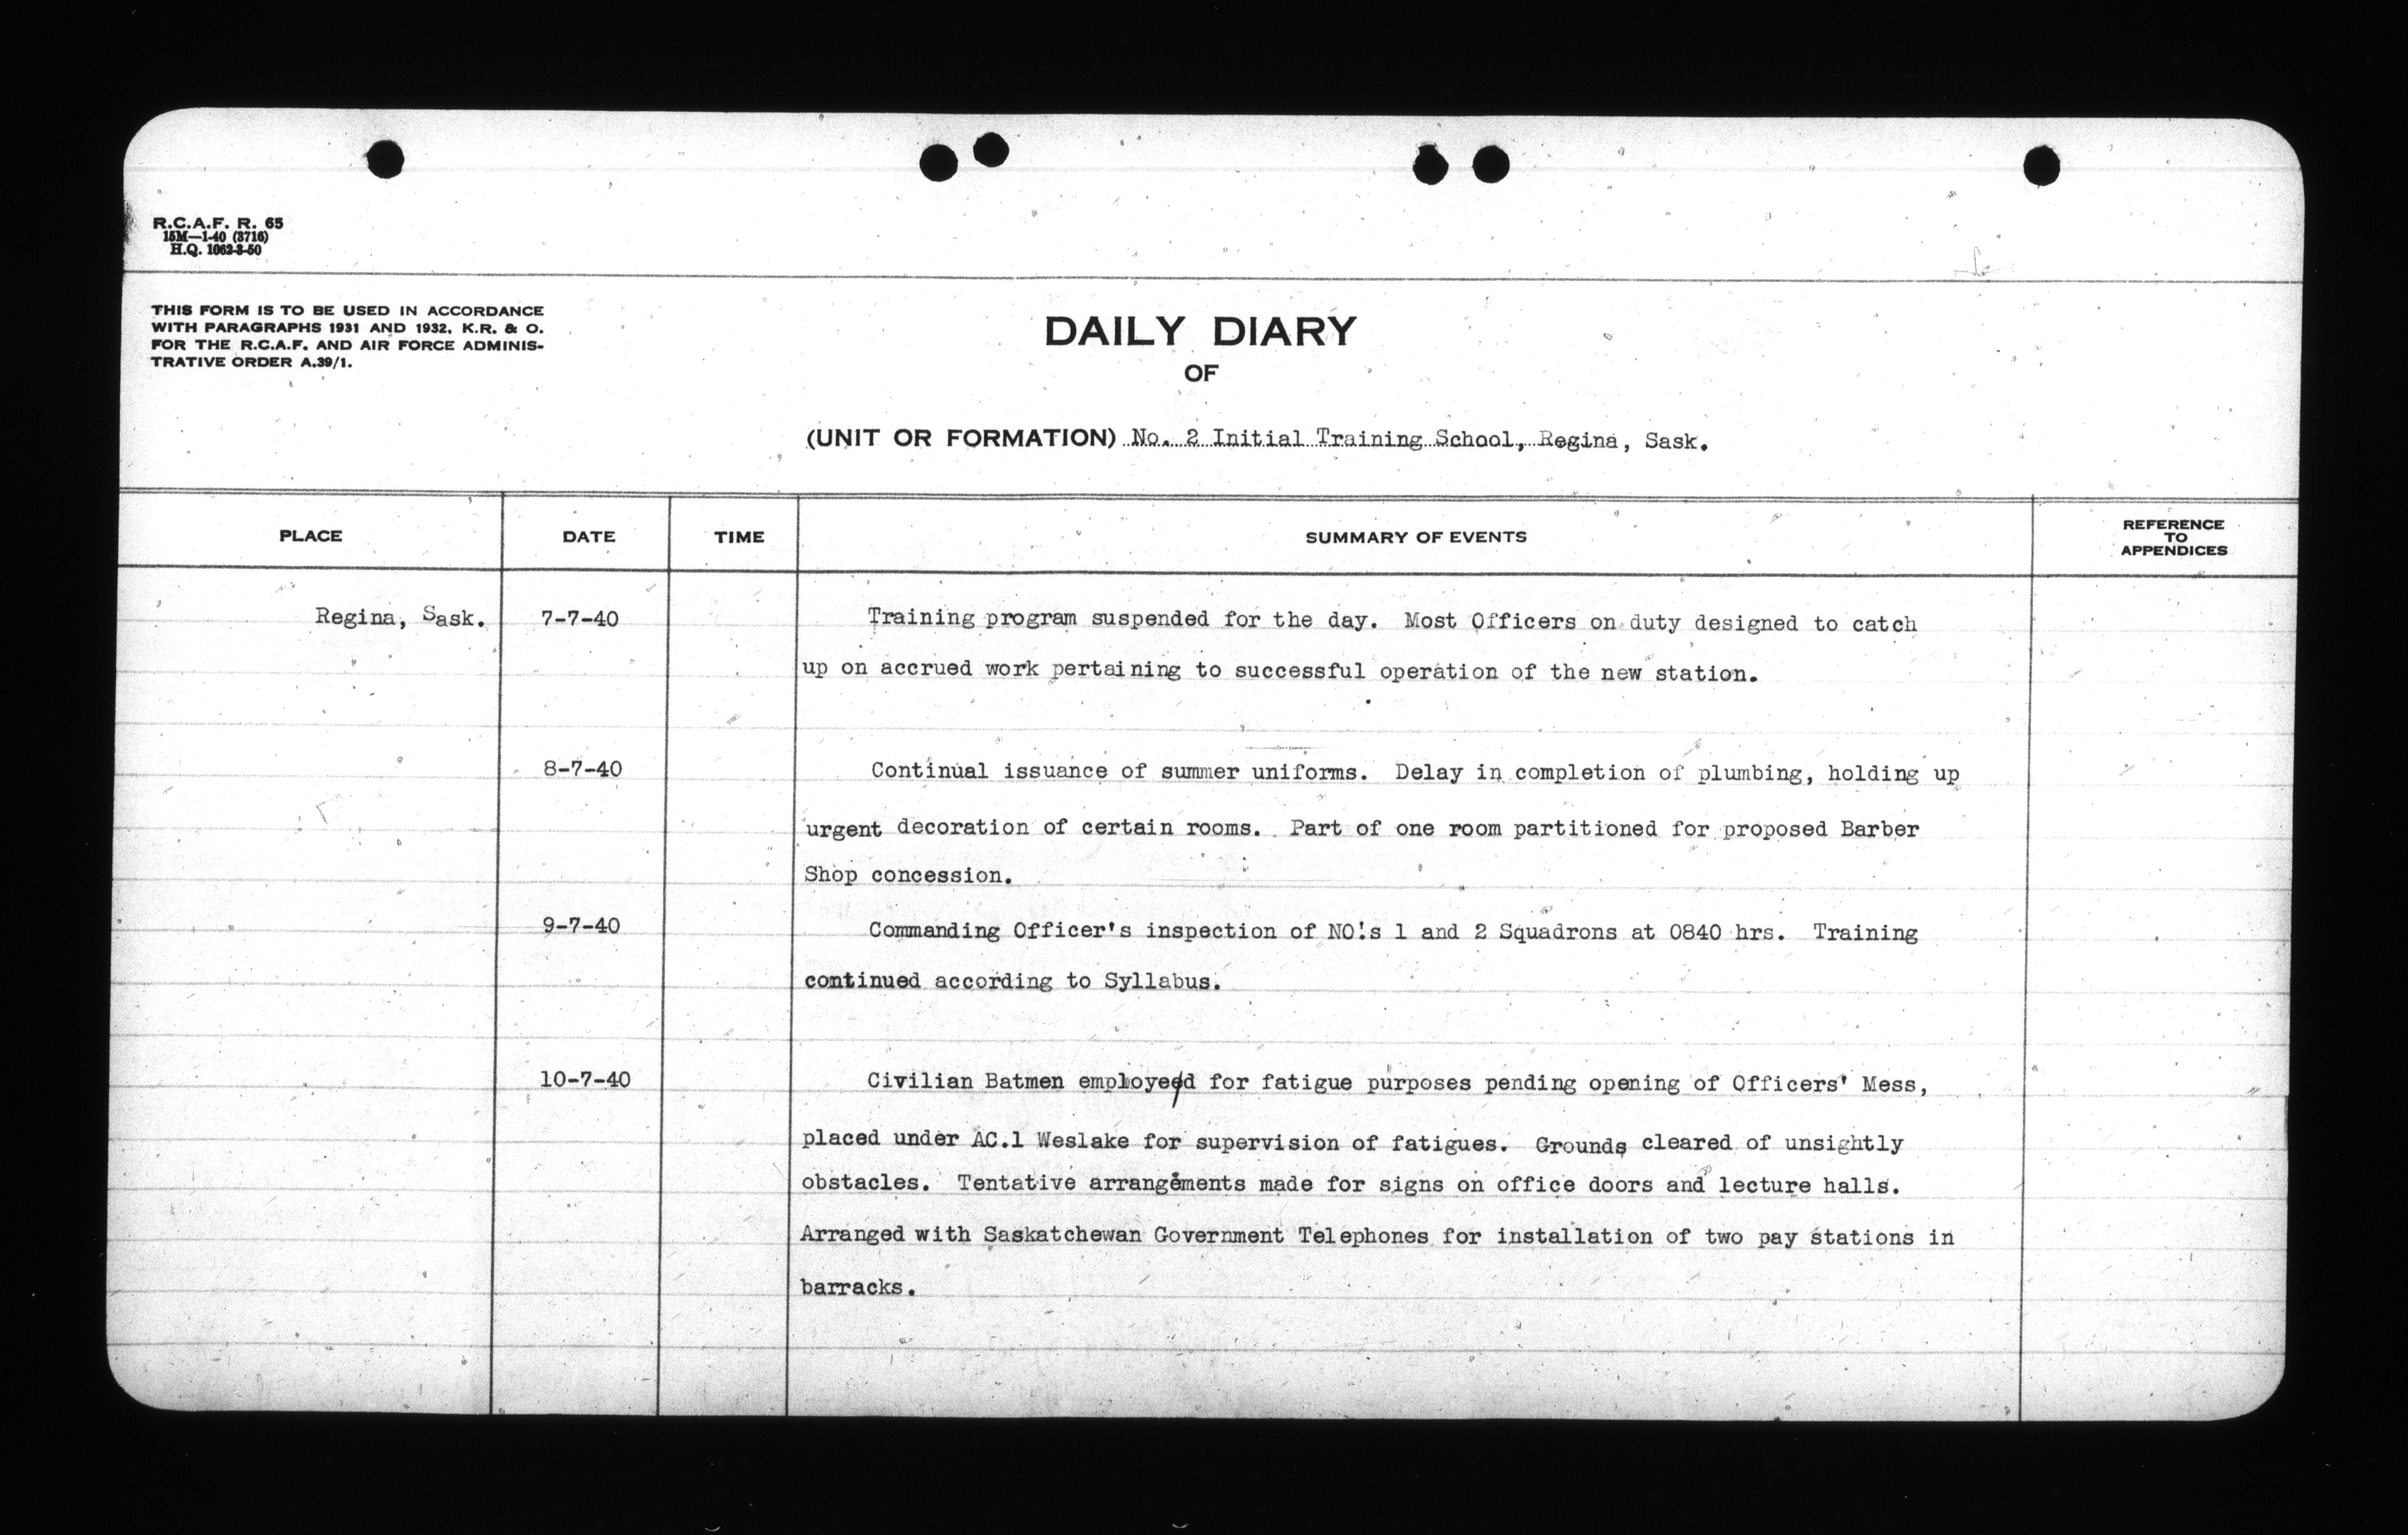 R.C.A.F. R. 65
15M—1-40 (3716)
H.Q. 1062-3-50
THIS FORM IS TO BE USED IN ACCORDANCE
WITH PARAGRAPHS 1931 AND 1932, K.R. & O.
FOR THE R.C.A.F. AND AIR FORCE ADMINIS-
TRATIVE ORDER A.39/1.
DAILY DIARY
OF
(UNIT OR FORMATION) No. 2 Initial Training School, Regina, Sask.
PLACE DATE TIME SUMMARY OF EVENTS REFERENCE
TO
APPENDICES
Regina, Sask. 7-7-40 Training program suspended for the day. Most Officers on duty designed to catch
up on accrued work pertaining to successful operation of the new station.
8-7-40 Continual issuance of summer uniforms. Delay in completion of plumbing, holding up
urgent decoration of certain rooms. Part of one room partitioned for proposed Barber
Shop concession.
9-7-40 Commanding Officer's inspection of NO's 1 and 2 Squadrons at 0840 hrs. Training
continued according to Syllabus.
10-7-40 Civilian Batmen employeed for fatigue purposes pending opening of Officers' Mess,
placed under AC.1 Weslake for supervision of fatigues. Grounds cleared of unsightly
obstacles. Tentative arrangements made for signs on office doors and lecture halls.
Arranged with Saskatchewan Government Telephones for installation of two pay stations in
barracks.